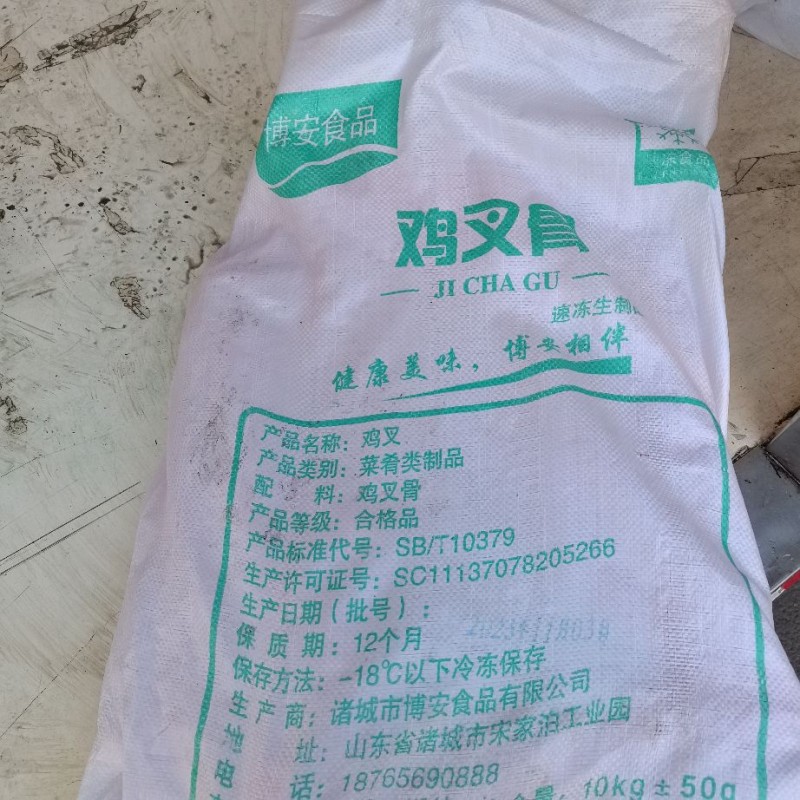 博安食品
鸡叉骨
JI CHA GU
速冻生制
健康美味，博安相伴
产品名称：鸡叉
产品类别：菜肴类制品
配 料：鸡叉骨
产品等级：合格品
产品标准代号：SB/T10379
生产许可证号：SC11137078205266
生产日期（批号）：
保 质 期：12个月
保存方法：-18℃以下冷冻保存
生 产 商：诸城市博安食品有限公司
地 址：山东省诸城市宋家泊工业园
电 话：18765690888
10kg±50g